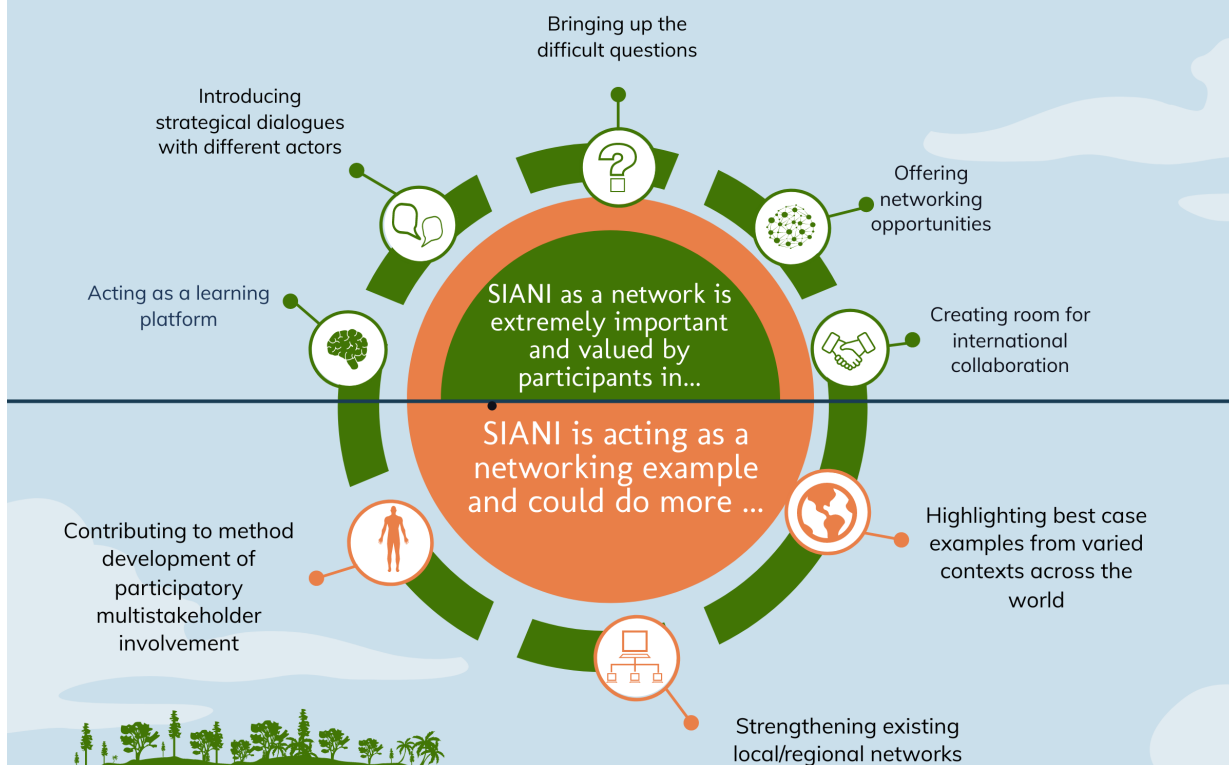 Bringing up the
difficult questions
Introducing
strategical dialogues
with different actors
Offering
networking
opportunities
Acting as a learning
platform
Creating room for
international
collaboration
SIANI as a network is
extremely important
and valued by
participants in...
SIANI is acting as a
networking example
and could do more ...
Contributing to method
development of
participatory
multistakeholder
involvement
Highlighting best case
examples from varied
contexts across the
world
Strengthening existing
local/regional networks